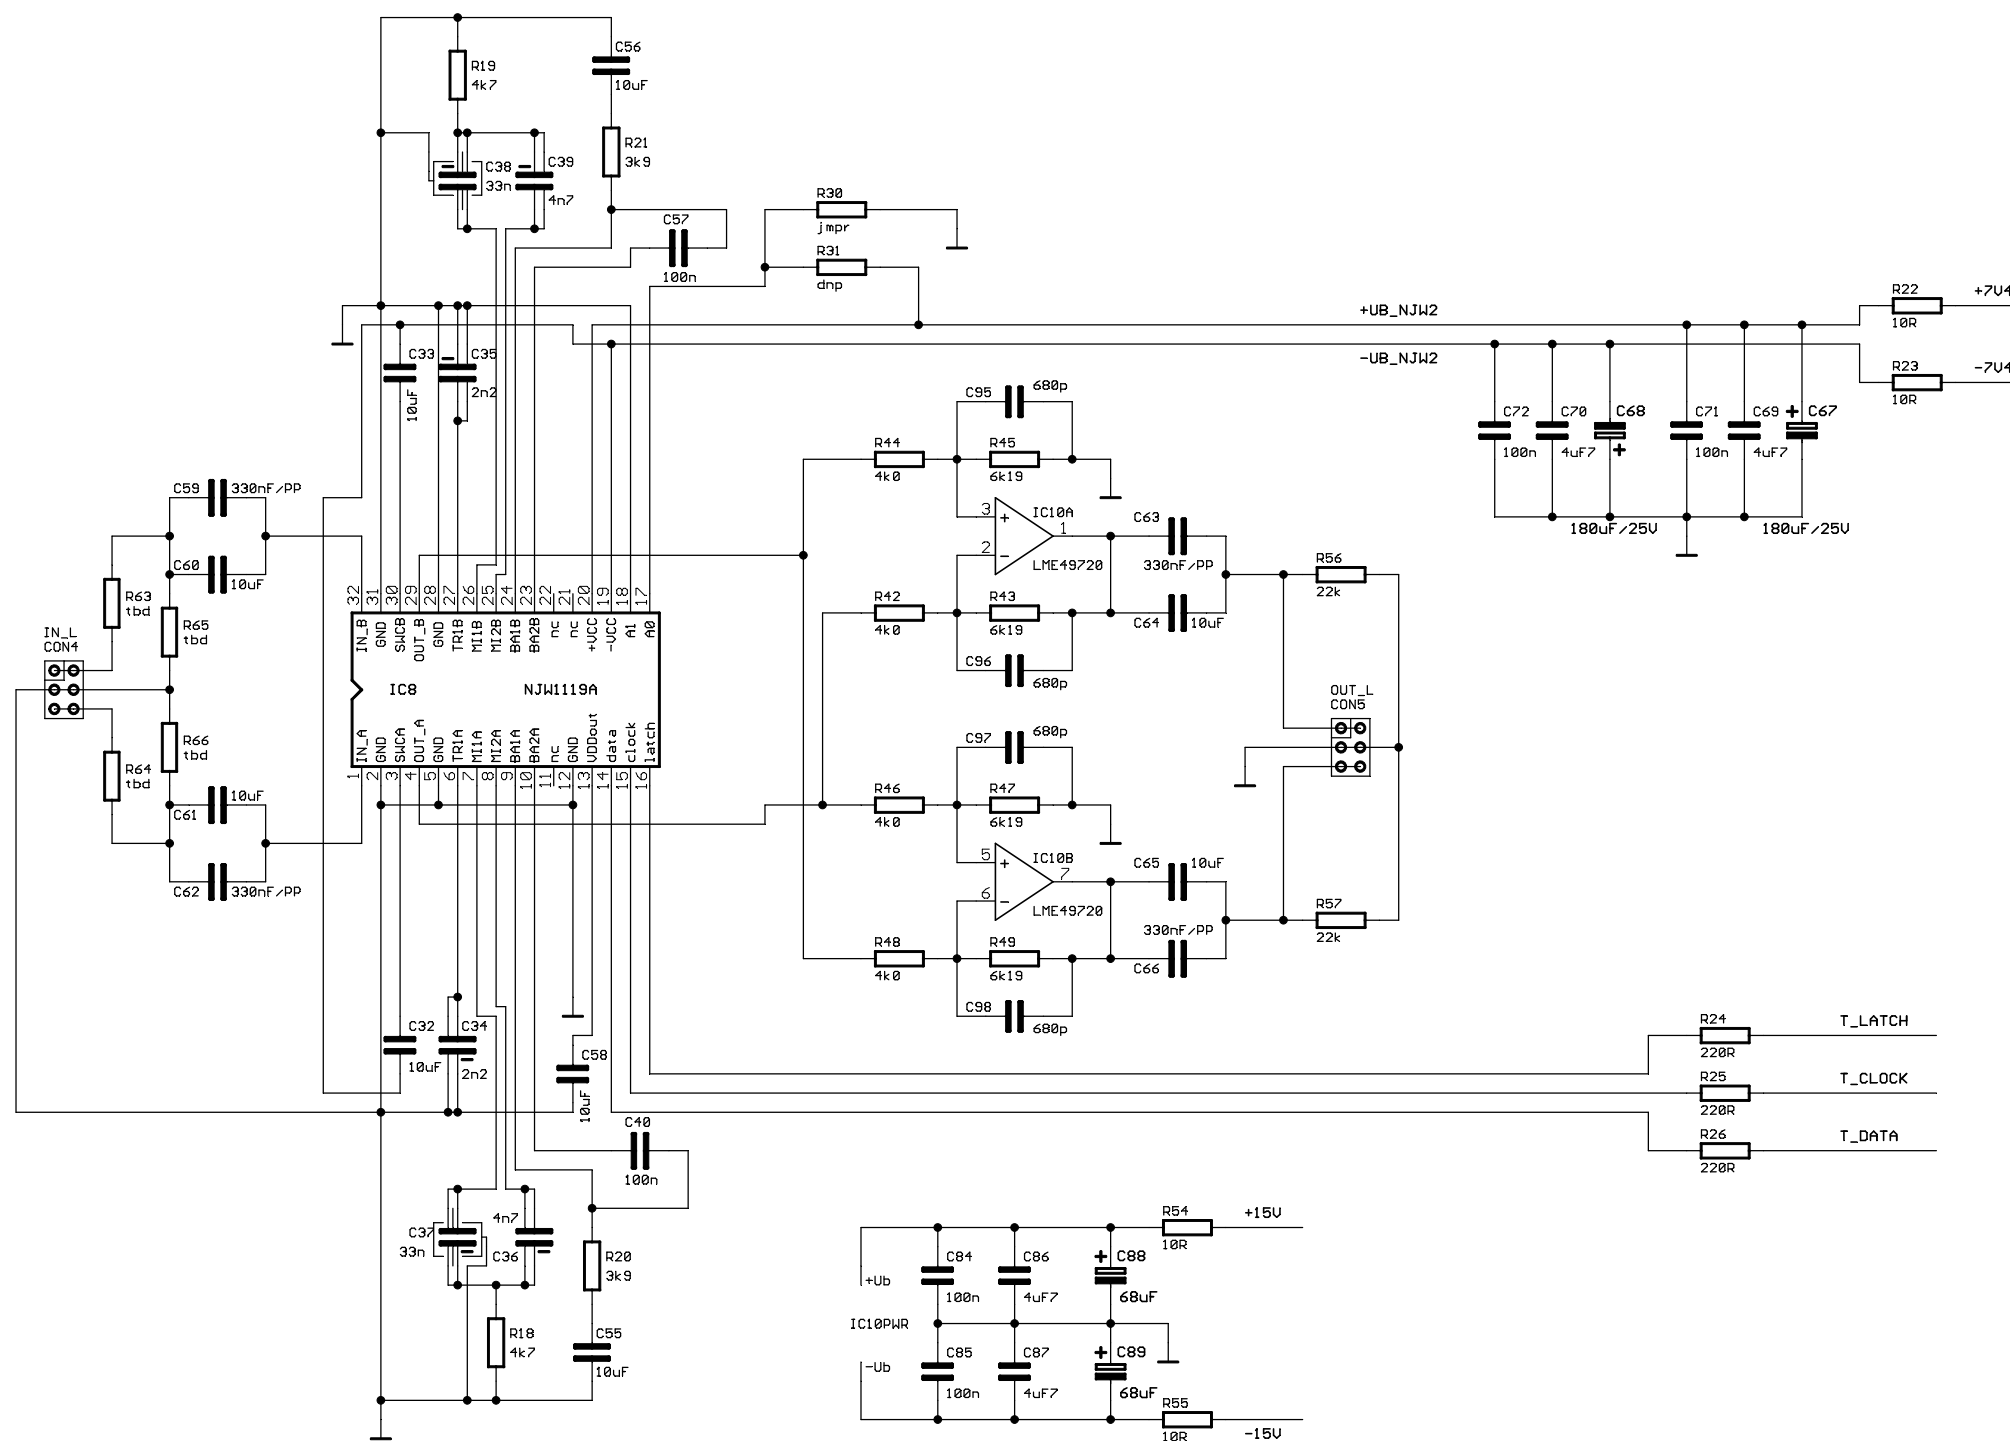 C56
10uF
R19
4k7
R21
3k9
C38
33n
C39
4n7
C57
100n
R30
jmpr
R31
dnp
R22
10R
+7V4
+UB_NJW2
-UB_NJW2
R23
10R
-7V4
C33
10uF
C35
2n2
C95
680p
C72
100n
C70
4uF7
C68
180uF/25V
C71
100n
C69
4uF7
C67
180uF/25V
R44
4k0
R45
6k19
C59
330nF/PP
C60
10uF
3
2
1
IC10A
LME49720
C63
330nF/PP
C64
10uF
R56
22k
R42
4k0
R43
6k19
C96
680p
R63
tbd
R65
tbd
IN_L
CON4
R66
tbd
R64
tbd
C61
10uF
C62
330nF/PP
32 31 30 29 28 27 26 25 24 23 22 21 20 19 18 17
IN_B GND SWCB OUT_B GND TR1B MI1B MI2B BA1B BA2B nc nc +VCC -VCC A1 A0
IC8
NJW1119A
IN_A GND SWCA OUT_A GND TR1A MI1A MI2A BA1A BA2A nc GND VDDout data clock latch
1 2 3 4 5 6 7 8 9 10 11 12 13 14 15 16
OUT_L
CON5
C97
680p
R46
4k0
R47
6k19
5
6
7
IC10B
LME49720
C65
10uF
330nF/PP
C66
R57
22k
R48
4k0
R49
6k19
C98
680p
C32
10uF
C34
2n2
C58
10uF
C40
100n
R24
220R
T_LATCH
R25
220R
T_CLOCK
R26
220R
T_DATA
C37
33n
4n7
C36
R20
3k9
R18
4k7
C55
10uF
R54
10R
+15V
+Ub
C84
100n
C86
4uF7
C88
68uF
IC10PWR
-Ub
C85
100n
C87
4uF7
C89
68uF
R55
10R
-15V